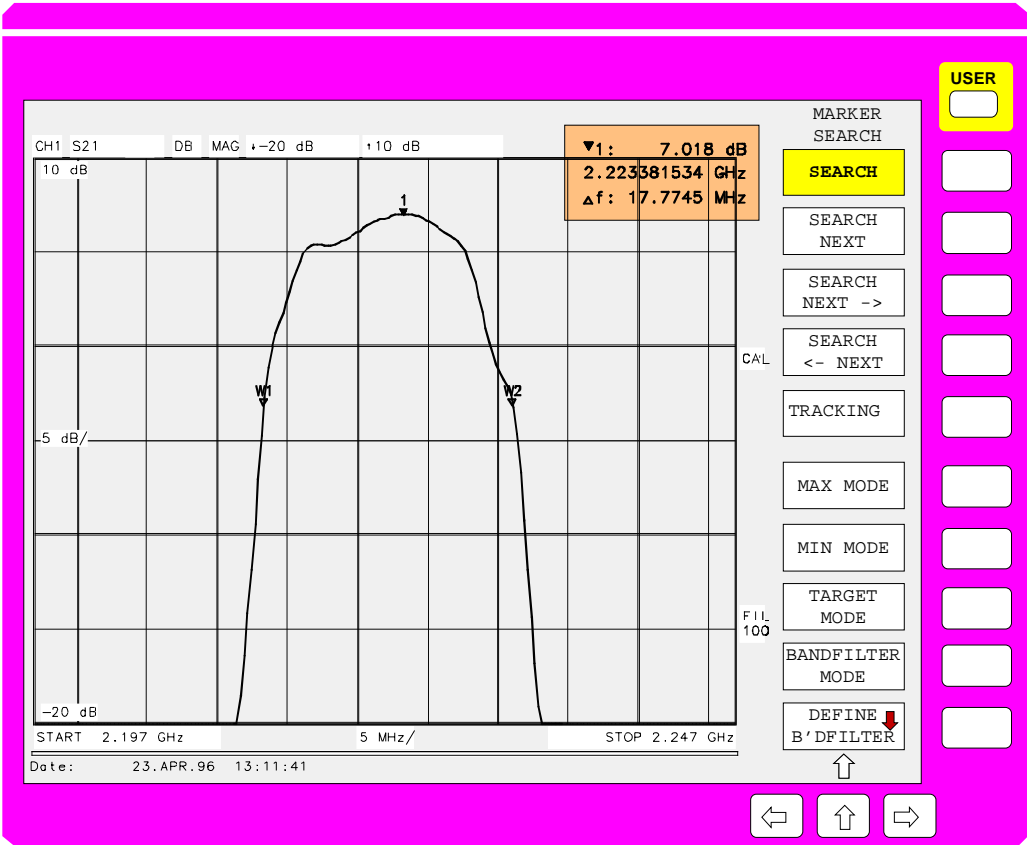 USER
MARKER
SEARCH
CH1 S21 DB MAG ↓-20 dB ↑10 dB
▼1: 7.018 dB
2.223381534 GHz
△f: 17.7745 MHz
10 dB
1
W1
W2
5 dB/
CAL
FIL
100
-20 dB
START 2.197 GHz 5 MHz/ STOP 2.247 GHz
Date: 23.APR.96 13:11:41
SEARCH
SEARCH
NEXT
SEARCH
NEXT ->
SEARCH
<- NEXT
TRACKING
MAX MODE
MIN MODE
TARGET
MODE
BANDFILTER
MODE
DEFINE
B'DFILTER